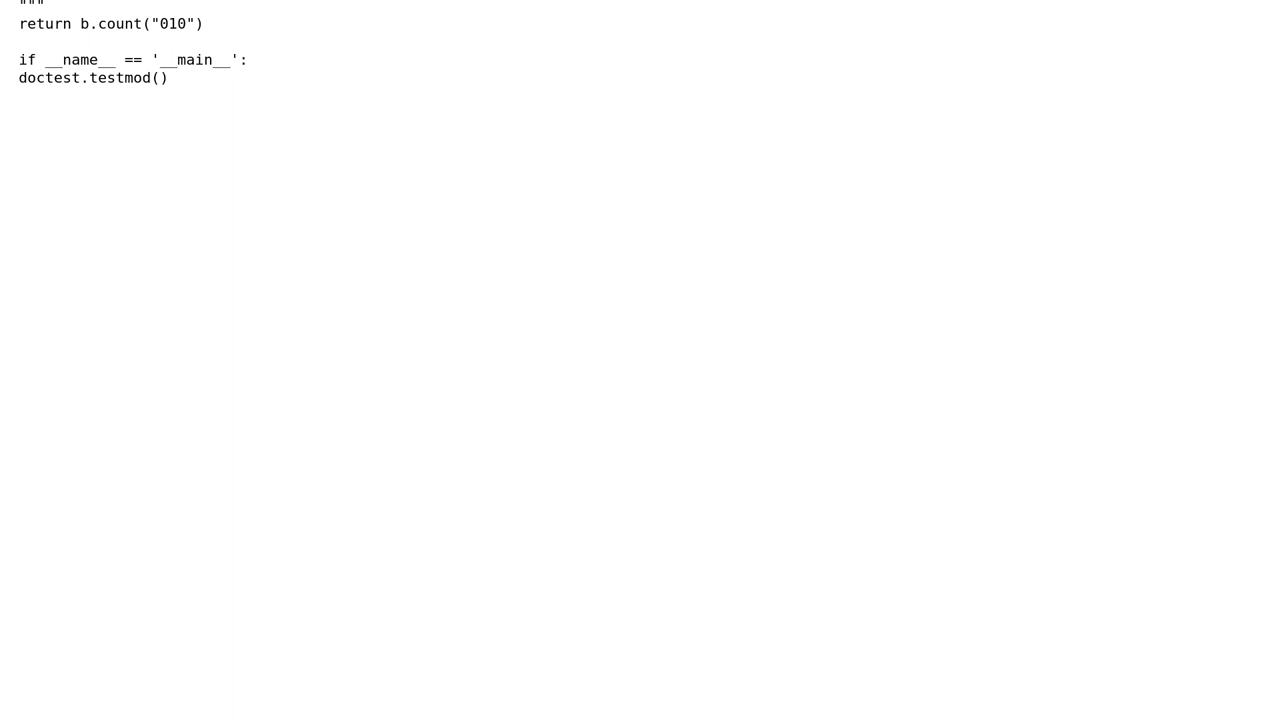 """
return b.count("010")
if __name__ == '__main__':
doctest.testmod()